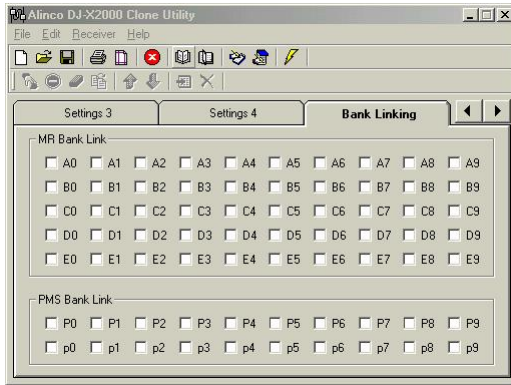 Alinco DJ-X2000 Clone Utility
File Edit Receiver Help
Settings 3 Settings 4 Bank Linking
MR Bank Link
A0 A1 A2 A3 A4 A5 A6 A7 A8 A9
B0 B1 B2 B3 B4 B5 B6 B7 B8 B9
C0 C1 C2 C3 C4 C5 C6 C7 C8 C9
D0 D1 D2 D3 D4 D5 D6 D7 D8 D9
E0 E1 E2 E3 E4 E5 E6 E7 E8 E9
PMS Bank Link
P0 P1 P2 P3 P4 P5 P6 P7 P8 P9
p0 p1 p2 p3 p4 p5 p6 p7 p8 p9